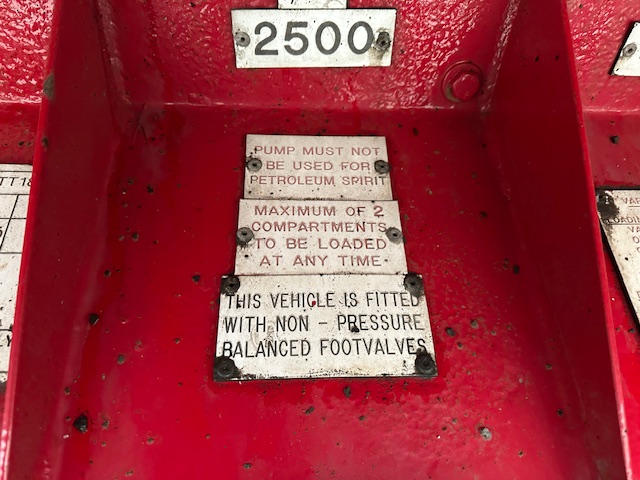 2500
PUMP MUST NOT
BE USED FOR
PETROLEUM SPIRIT
MAXIMUM OF 2
COMPARTMENTS
TO BE LOADED
AT ANY TIME.
THIS VEHICLE IS FITTED
WITH NON - PRESSURE
BALANCED FOOTVALVES